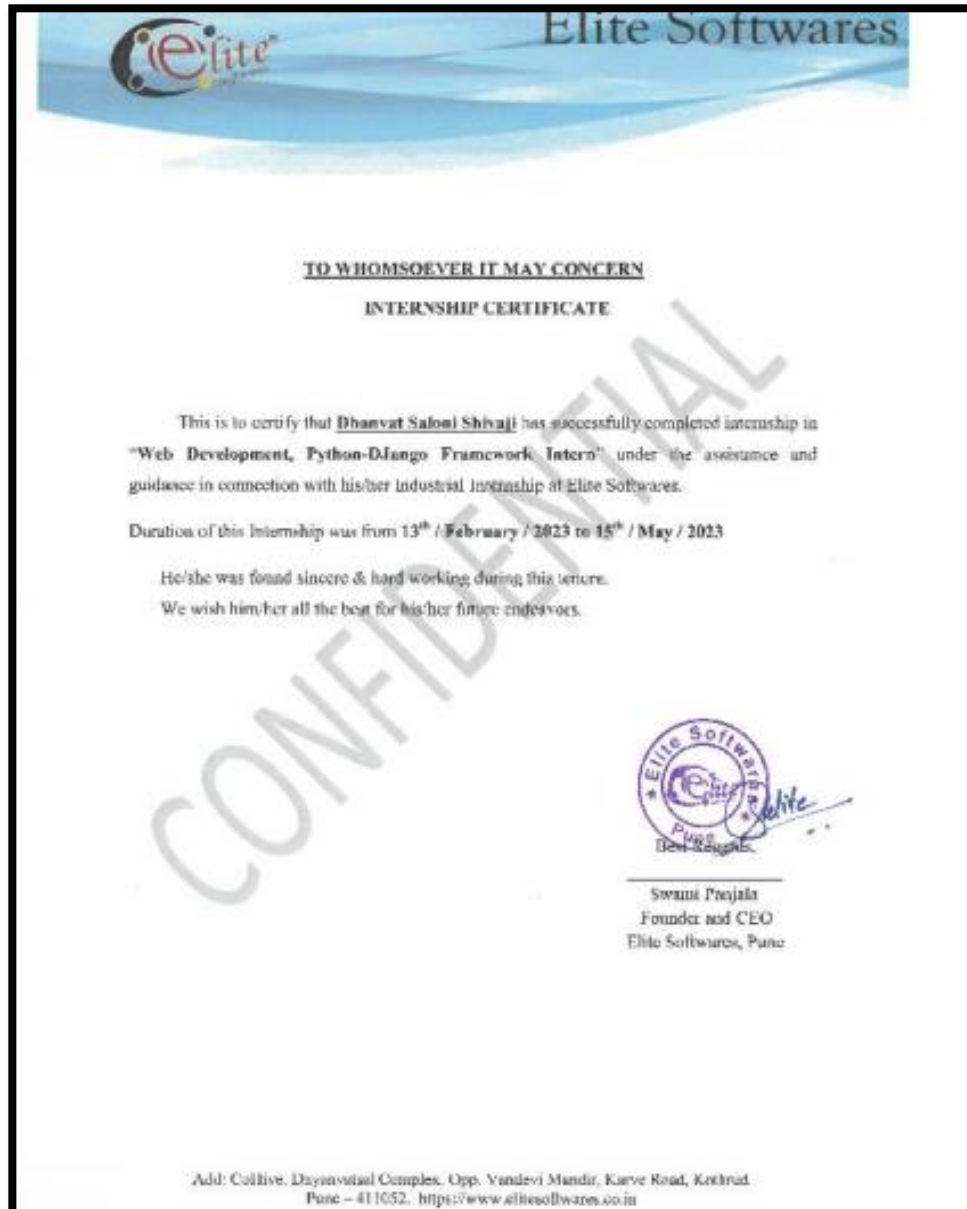 elite
Elite Softwares
TO WHOMSOEVER IT MAY CONCERN
INTERNSHIP CERTIFICATE
This is to certify that Dhanvat Saloni Shivaji has successfully completed internship in
"Web Development, Python-DJango Framework Intern" under the assistance and
guidance in connection with his/her Industrial Internship at Elite Softwares.
Duration of this Internship was from 13th / February / 2023 to 15th / May / 2023
He/she was found sincere & hard working during this tenure.
We wish him/her all the best for his/her future endeavors.
CONFIDENTIAL
Elite Softwares
elite
Pune
elite
Best Regards,
Swami Panjala
Founder and CEO
Elite Softwares, Pune
Add: Opp. Vandevi Mandir, Karve Road, Kothrud
Pune – 411052. https://www.elitesoftwares.co.in